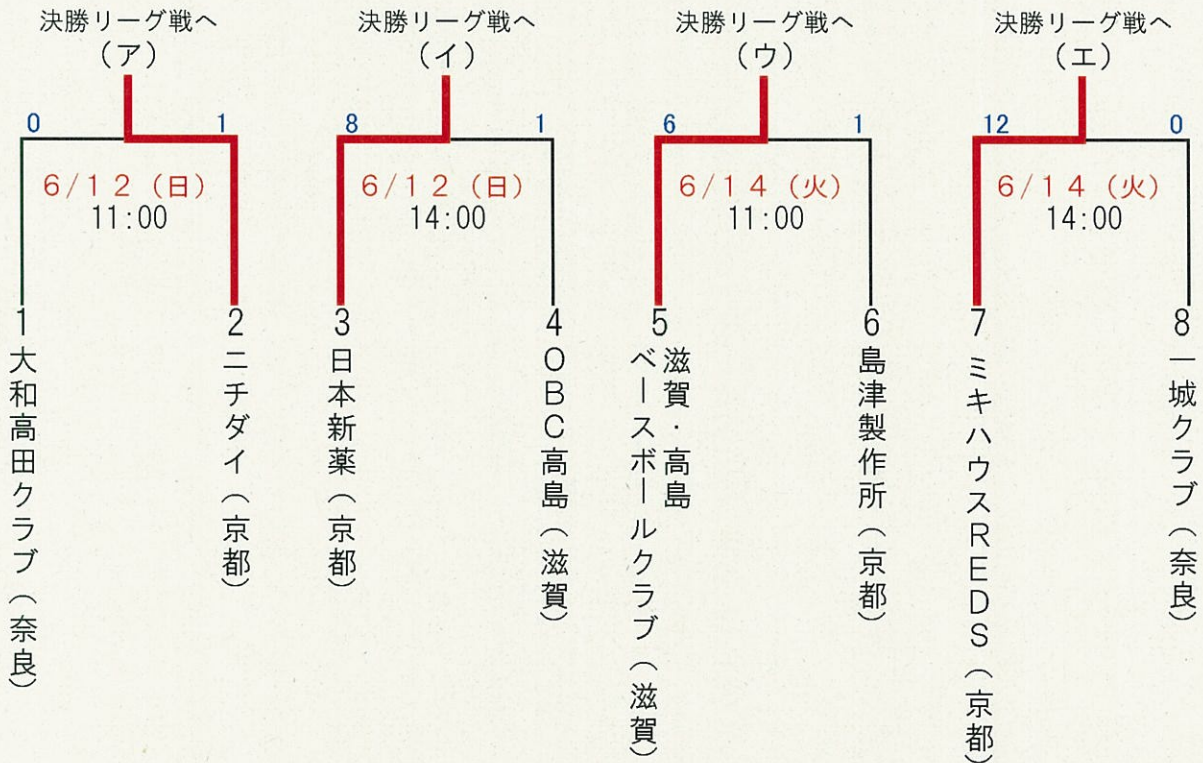 決勝リーグ戦へ
(ア)
0
1
6/12(日)
11:00
1 大和高田クラブ(奈良)
2 ニチダイ(京都)
決勝リーグ戦へ
(イ)
8
1
6/12(日)
14:00
3 日本新薬(京都)
4 OBC高島(滋賀)
決勝リーグ戦へ
(ウ)
6
1
6/14(火)
11:00
5
滋賀・高島
ベースボールクラブ(滋賀)
6 島津製作所(京都)
決勝リーグ戦へ
(エ)
12
0
6/14(火)
14:00
7 ミキハウスREDS(京都)
8 一城クラブ(奈良)